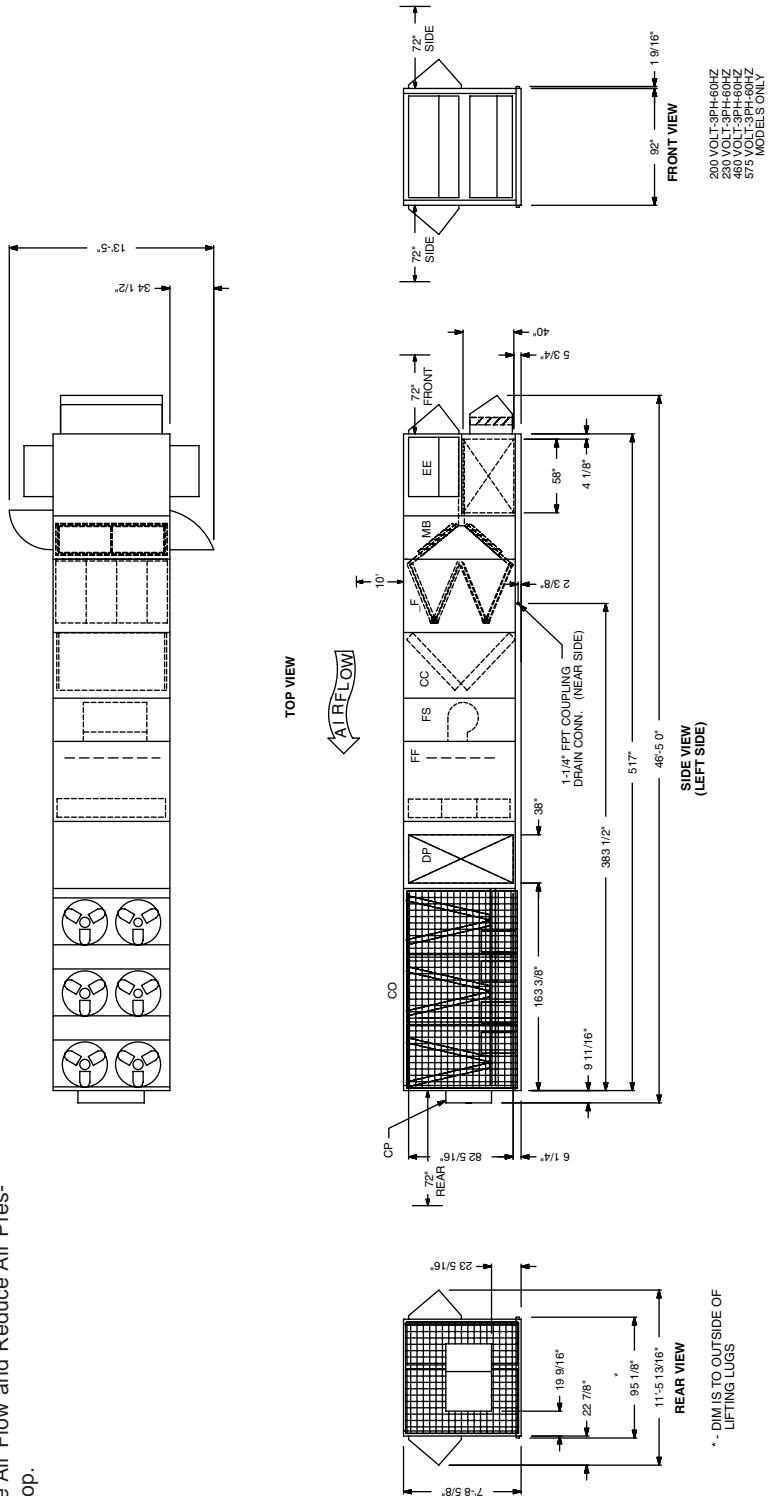 e Air Flow and Reduce Air Pres-
op.
13'-5"
34 1/2"
TOP VIEW
AIRFLOW
72"
REAR
CP
CO
DP
FF
FS
CC
_F
MB
EE
10'
72"
FRONT
40"
5 3/4"
82 5/16"
6 1/4"
9 11/16"
163 3/8"
38"
1-1/4" FPT COUPLING
DRAIN CONN. (NEAR SIDE)
2 3/8"
58"
4 1/8"
383 1/2"
517"
46'-5 0"
SIDE VIEW
(LEFT SIDE)
7'-8 5/8"
23 5/16"
19 9/16"
22 7/8"
*
95 1/8"
11'-5 13/16"
REAR VIEW
* - DIM IS TO OUTSIDE OF
LIFTING LUGS
72"
SIDE
72"
SIDE
92"
1 9/16"
FRONT VIEW
200 VOLT-3PH-60HZ
230 VOLT-3PH-60HZ
460 VOLT-3PH-60HZ
575 VOLT-3PH-60HZ
MODELS ONLY